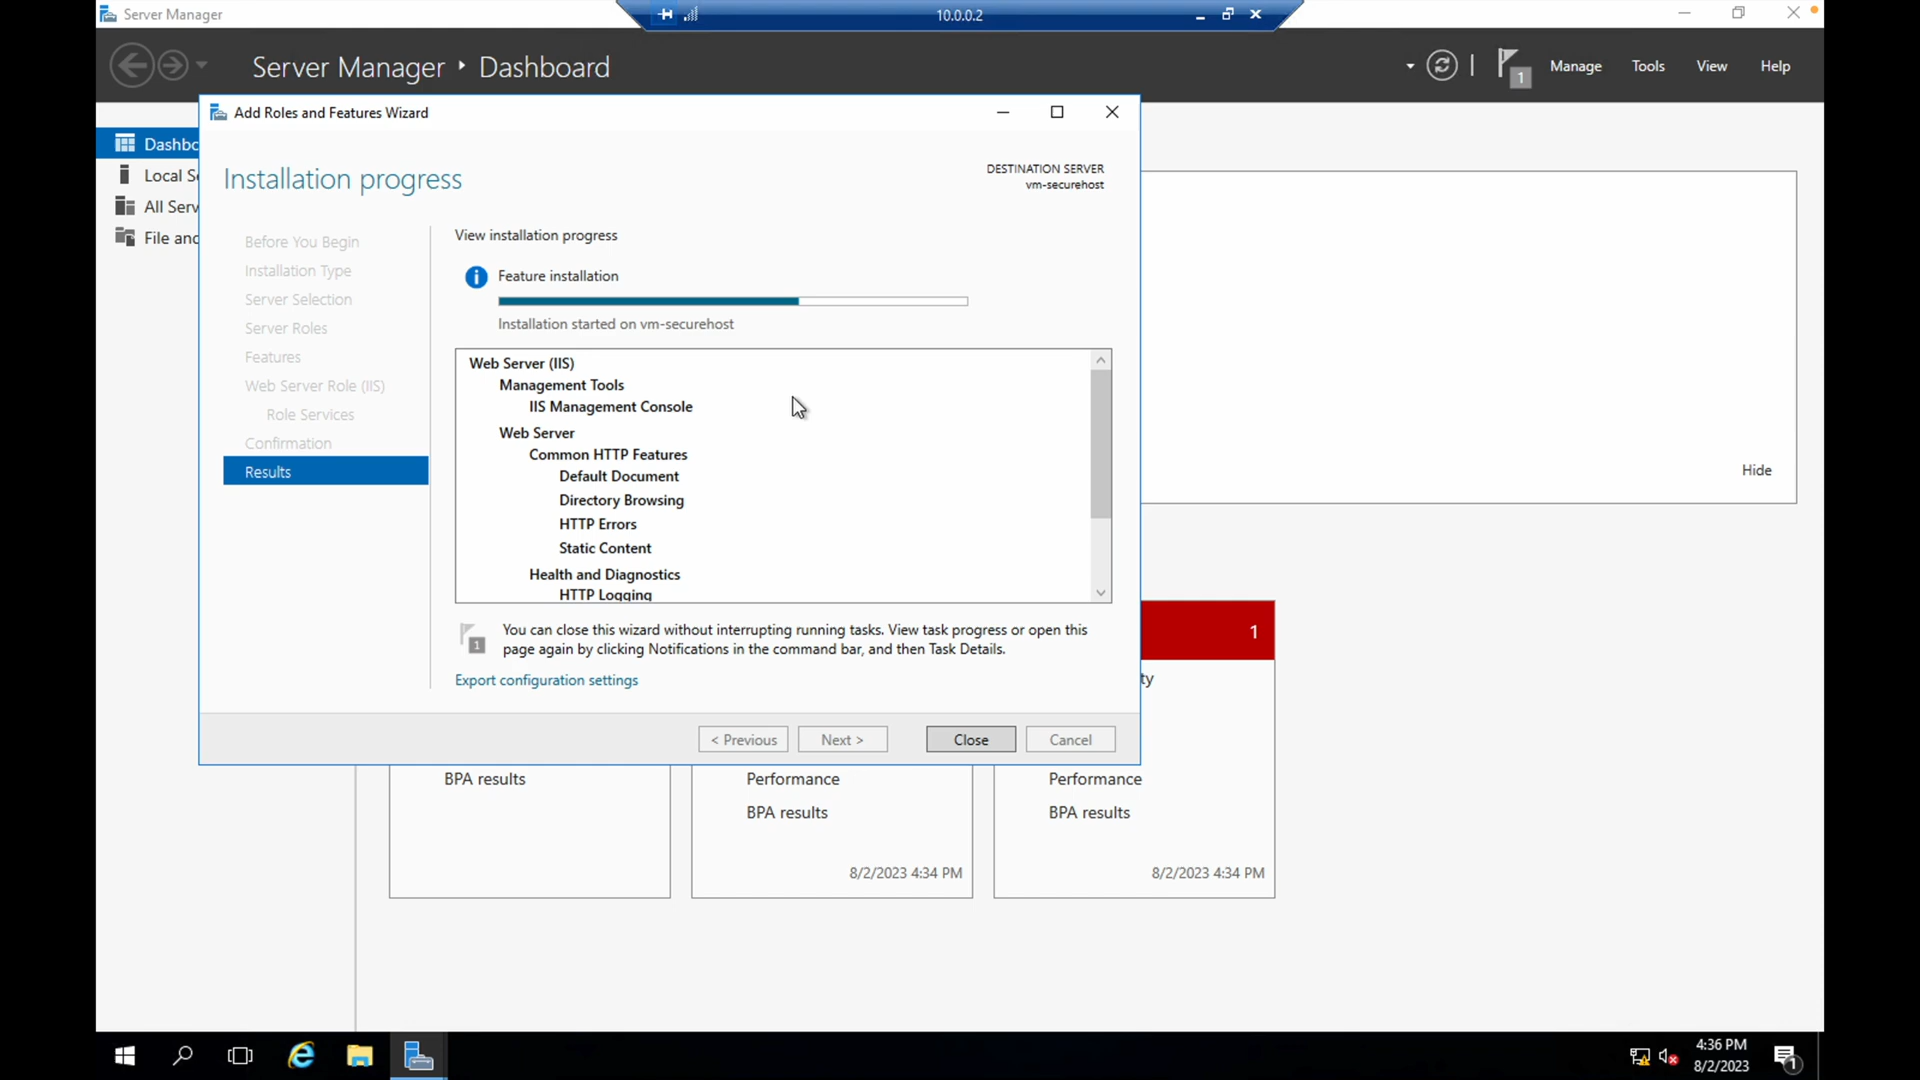 Server Manager
10.0.0.2
Server Manager
Dashboard
1
Manage
Tools
View
Help
Add Roles and Features Wizard
Installation progress
DESTINATION SERVER
vm-securehost
Before You Begin
Installation Type
Server Selection
Server Roles
Features
Web Server Role (IIS)
Role Services
Confirmation
Results
View installation progress
Feature installation
Installation started on vm-securehost
Web Server (IIS)
Management Tools
IIS Management Console
Web Server
Common HTTP Features
Default Document
Directory Browsing
HTTP Errors
Static Content
Health and Diagnostics
HTTP Logging
1
You can close this wizard without interrupting running tasks. View task progress or open this
page again by clicking Notifications in the command bar, and then Task Details.
Export configuration settings
< Previous
Next >
Close
Cancel
Dashbo
Local Se
All Serv
File and
Hide
1
ty
BPA results
Performance
BPA results
8/2/2023 4:34 PM
Performance
BPA results
8/2/2023 4:34 PM
4:36 PM
8/2/2023
1